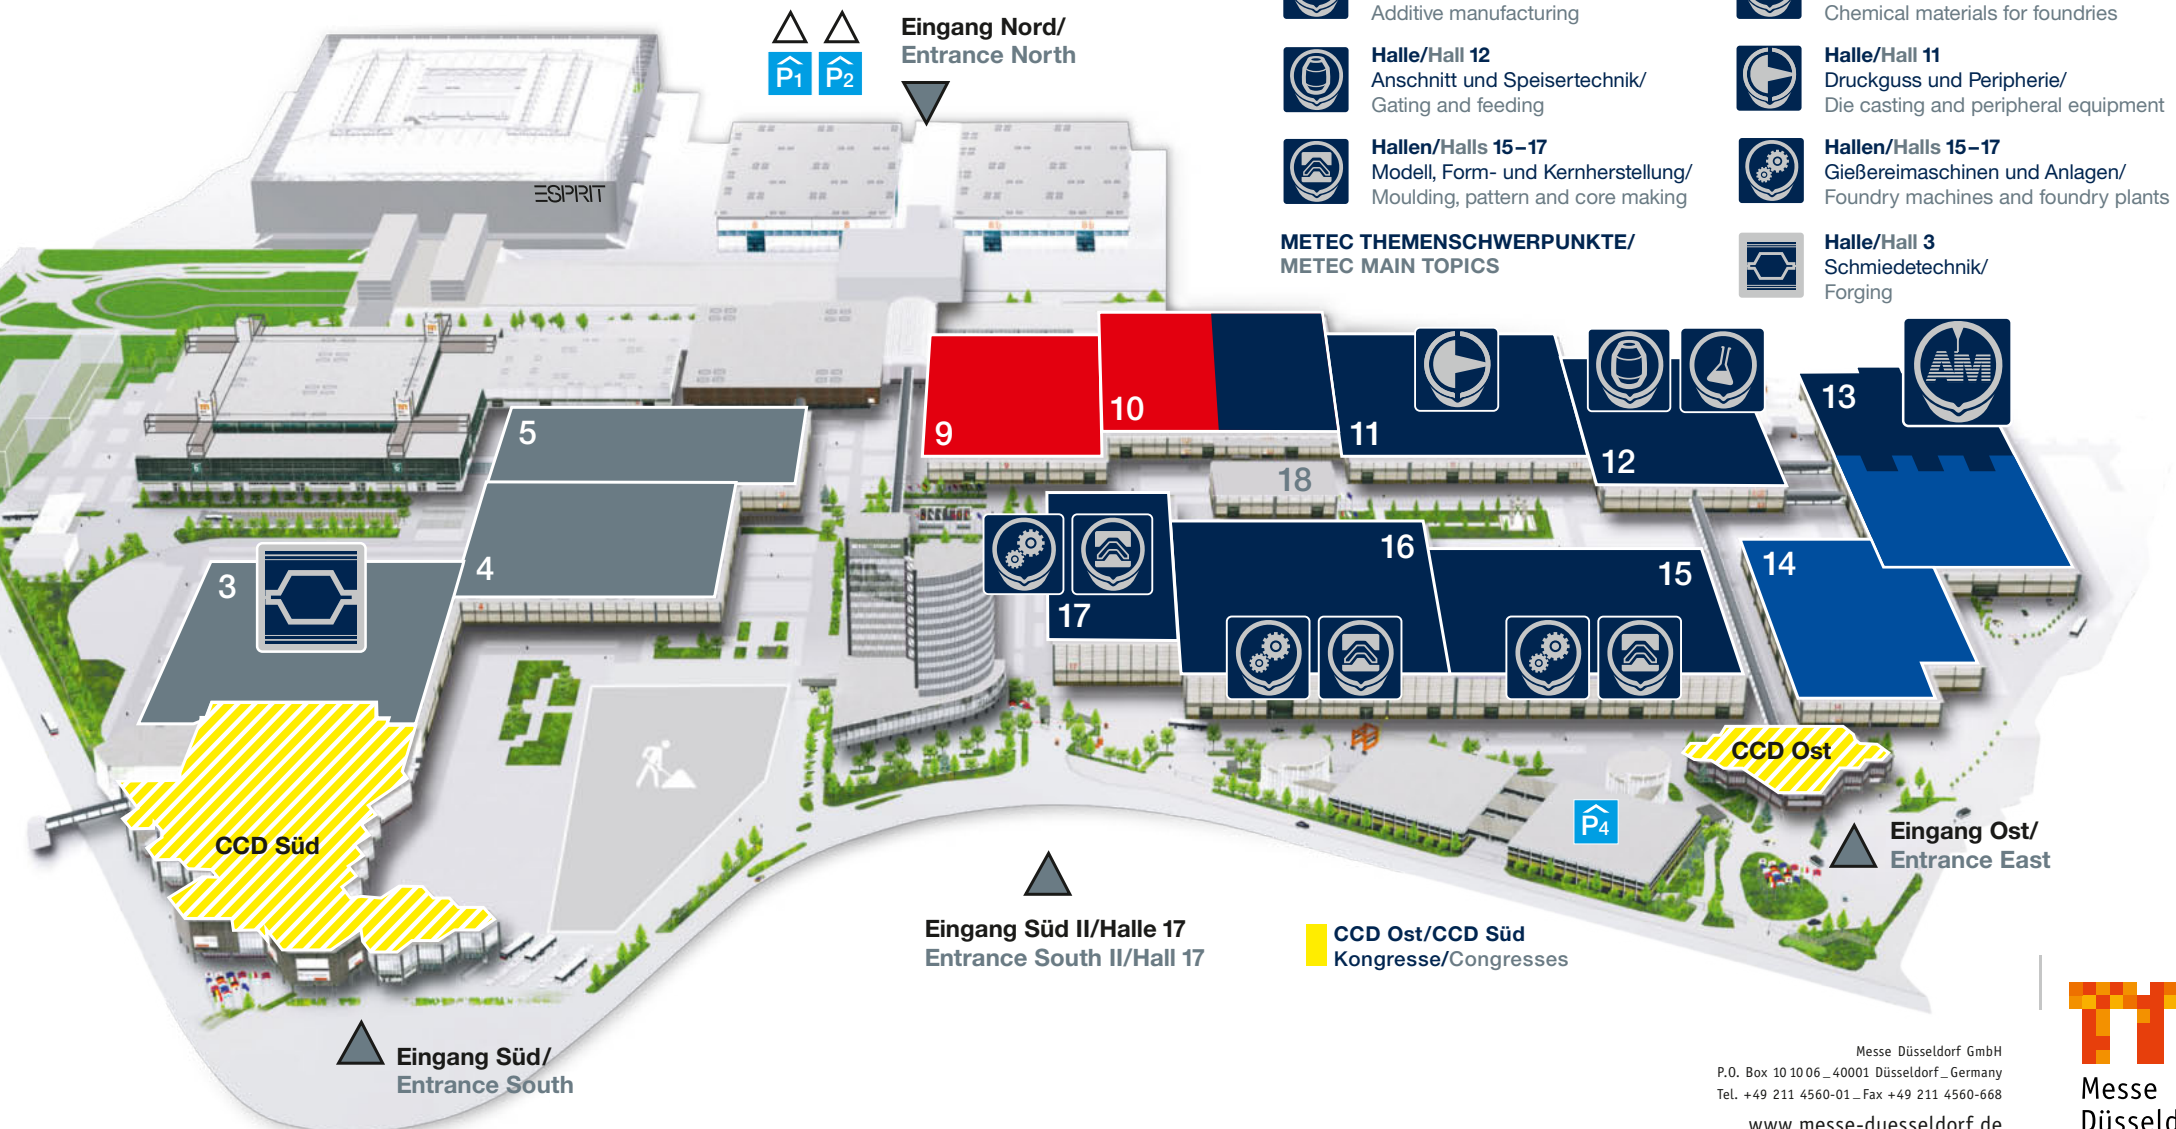 Additive manufacturing
Chemical materials for foundries
Eingang Nord/
Entrance North
P1 P2
Halle/Hall 12
Anschnitt und Speisertechnik/
Gating and feeding
Halle/Hall 11
Druckguss und Peripherie/
Die casting and peripheral equipment
Hallen/Halls 15–17
Modell, Form- und Kernherstellung/
Moulding, pattern and core making
Hallen/Halls 15–17
Gießereimaschinen und Anlagen/
Foundry machines and foundry plants
METEC THEMENSCHWERPUNKTE/
METEC MAIN TOPICS
Halle/Hall 3
Schmiedetechnik/
Forging
ESPRIT
AM
13
10
9
5
11
12
18
4
3
16
15
14
17
CCD Ost
P4
CCD Süd
Eingang Ost/
Entrance East
Eingang Süd II/Halle 17
Entrance South II/Hall 17
CCD Ost/CCD Süd
Kongresse/Congresses
Eingang Süd/
Entrance South
Messe Düsseldorf GmbH
P.O. Box 10 10 06_40001 Düsseldorf_Germany
Tel. +49 211 4560-01_Fax +49 211 4560-668
www.messe-duesseldorf.de
Messe
Düsseld